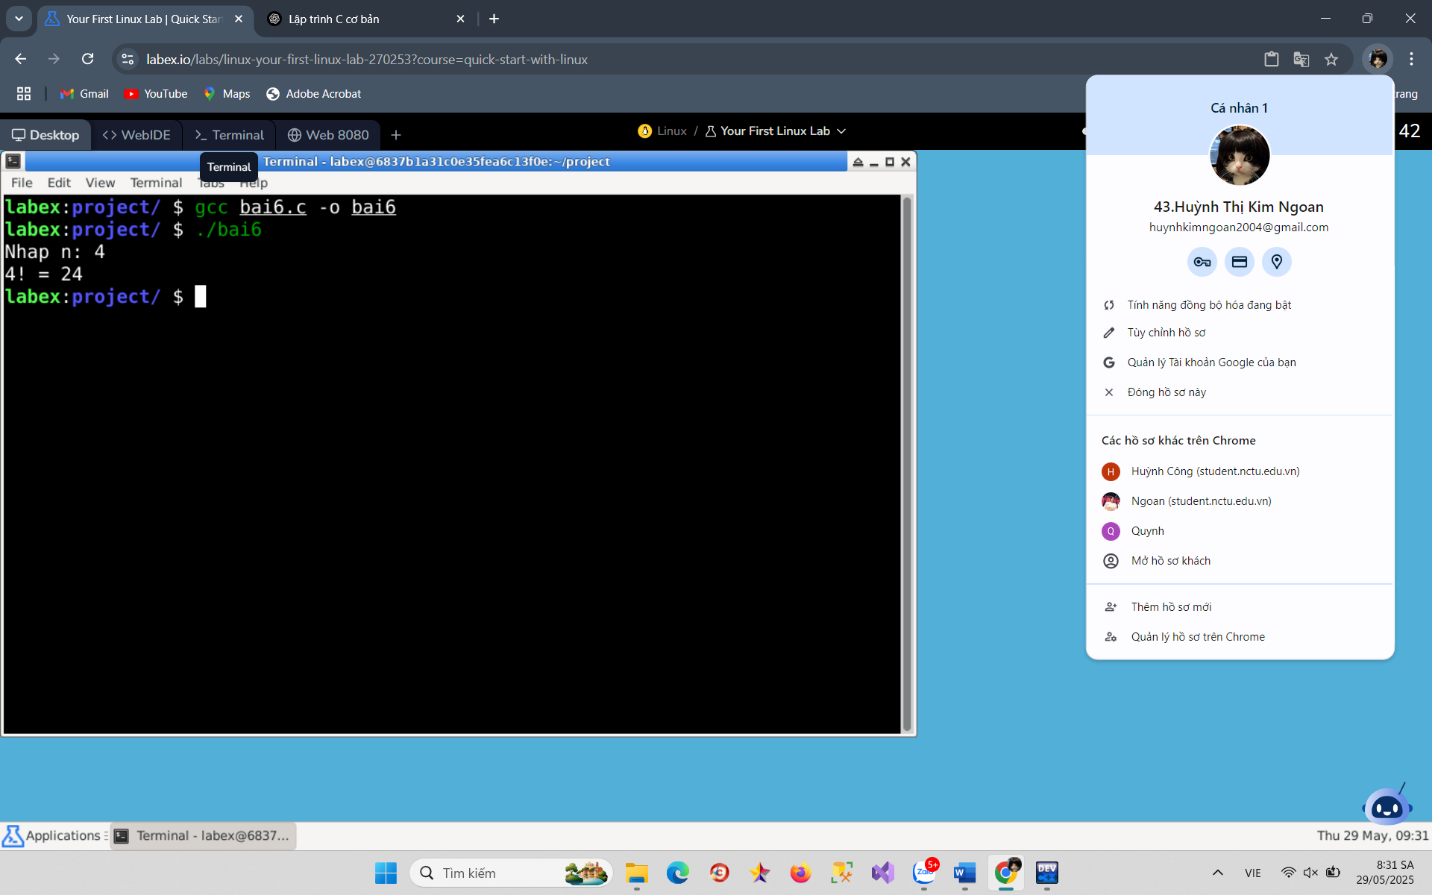 Your First Linux Lab | Quick Star
Lập trình C cơ bản
labex.io/labs/linux-your-first-linux-lab-270253?course=quick-start-with-linux
Gmail
YouTube
Maps
Adobe Acrobat
trang
Desktop
WebIDE
Terminal
Web 8080
Linux / Your First Linux Lab
42
Terminal
Terminal - labex@6837b1a31c0e35fea6c13f0e:~/project
File Edit View Terminal Tabs Help
labex:project/ $ gcc bai6.c -o bai6
labex:project/ $ ./bai6
Nhap n: 4
4! = 24
labex:project/ $
Cá nhân 1
43.Huỳnh Thị Kim Ngoan
huynhkimngoan2004@gmail.com
Tính năng đồng bộ hóa đang bật
Tùy chỉnh hồ sơ
Quản lý Tài khoản Google của bạn
Đóng hồ sơ này
Các hồ sơ khác trên Chrome
H
Huỳnh Công (student.nctu.edu.vn)
Ngoan (student.nctu.edu.vn)
Q
Quynh
Mở hồ sơ khách
Thêm hồ sơ mới
Quản lý hồ sơ trên Chrome
Applications
Terminal - labex@6837...
Thu 29 May, 09:31
Tìm kiếm
5+
Zalo
W
DEV
VIE
8:31 SA
29/05/2025